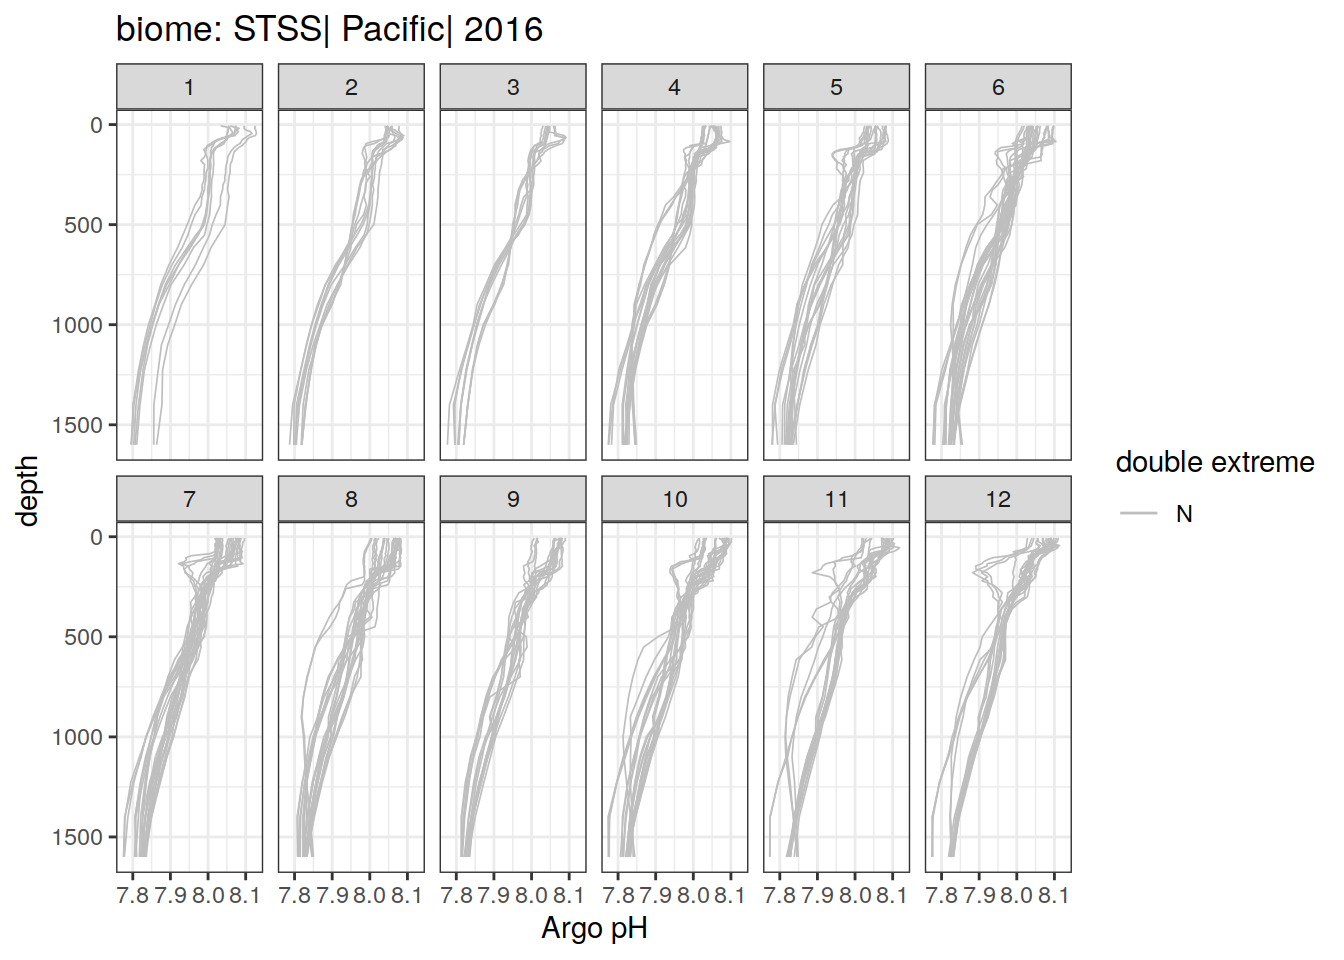 biome: STSS| Pacific| 2016
1 2 3 4 5 6
0
500
1000
1500
7 8 9 10 11 12
0
500
1000
1500
7.8 7.9 8.0 8.1 7.8 7.9 8.0 8.1 7.8 7.9 8.0 8.1 7.8 7.9 8.0 8.1 7.8 7.9 8.0 8.1 7.8 7.9 8.0 8.1
Argo pH
depth
double extreme
N